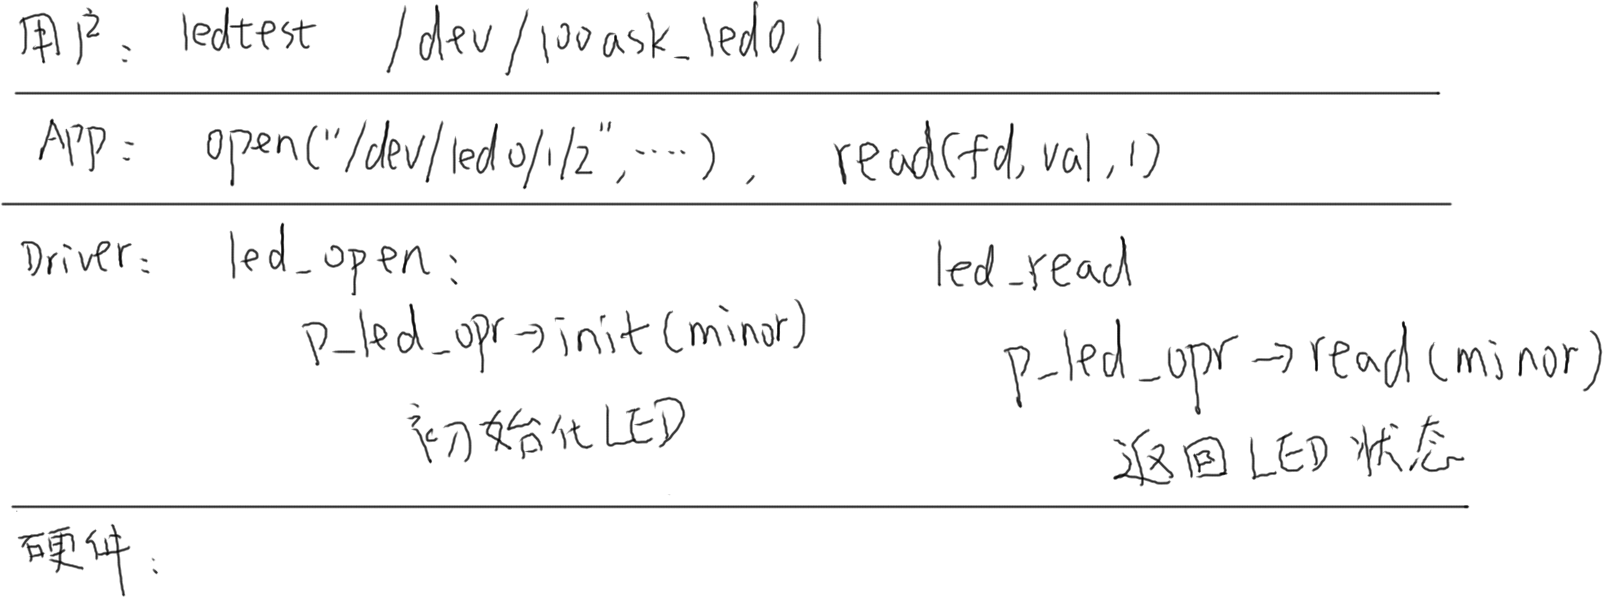 用户: ledtest /dev/100ask_led0,1
App: open("/dev/led0/1/2",.....), read(fd,val,1)
Driver: led_open: led_read
p_led_opr→init(minor) p_led_opr→read(minor)
初始化LED 返回LED状态
硬件: